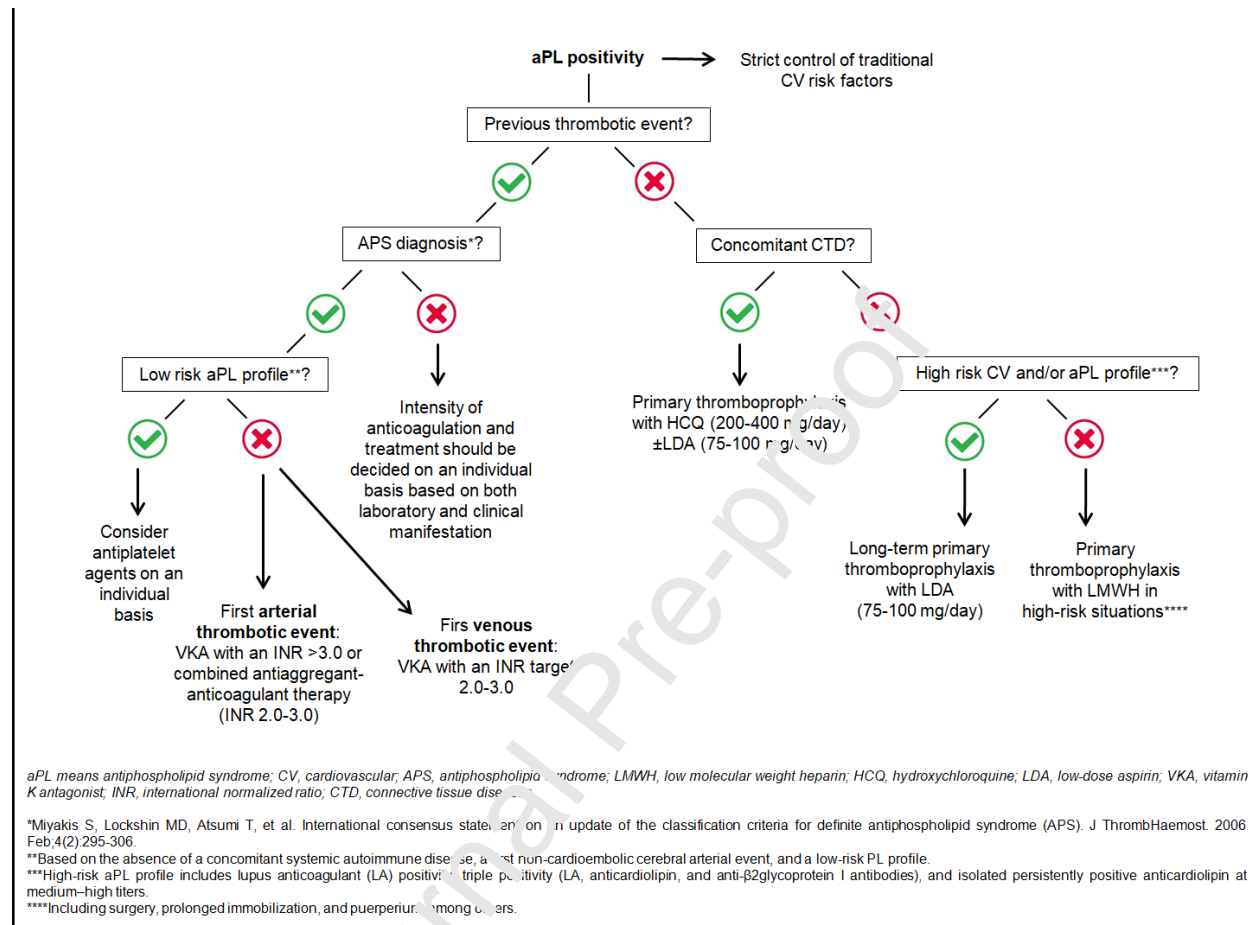 aPL positivity
Strict control of traditional
CV risk factors
Previous thrombotic event?
APS diagnosis*?
Concomitant CTD?
Low risk aPL profile**?
High risk CV and/or aPL profile***?
Intensity of
anticoagulation and
treatment should be
decided on an individual
basis based on both
laboratory and clinical
manifestation
Primary thromboprophylaxis
with HCQ (200-400 mg/day)
±LDA (75-100 mg/day)
Consider
antiplatelet
agents on an
individual
basis
First arterial
thrombotic event:
VKA with an INR >3.0 or
combined antiaggregant-
anticoagulant therapy
(INR 2.0-3.0)
Firs venous
thrombotic event:
VKA with an INR target
2.0-3.0
Long-term primary
thromboprophylaxis
with LDA
(75-100 mg/day)
Primary
thromboprophylaxis
with LMWH in
high-risk situations****
Journal Pre-proof
aPL means antiphospholipid syndrome; CV, cardiovascular; APS, antiphospholipid syndrome; LMWH, low molecular weight heparin; HCQ, hydroxychloroquine; LDA, low-dose aspirin; VKA, vitamin
K antagonist; INR, international normalized ratio; CTD, connective tissue disease.
*Miyakis S, Lockshin MD, Atsumi T, et al. International consensus statement on an update of the classification criteria for definite antiphospholipid syndrome (APS). J ThrombHaemost. 2006
Feb;4(2):295-306.
**Based on the absence of a concomitant systemic autoimmune disease, a first non-cardioembolic cerebral arterial event, and a low-risk PL profile.
***High-risk aPL profile includes lupus anticoagulant (LA) positivity, triple positivity (LA, anticardiolipin, and anti-β2glycoprotein I antibodies), and isolated persistently positive anticardiolipin at
medium–high titers.
****Including surgery, prolonged immobilization, and puerperium, among others.